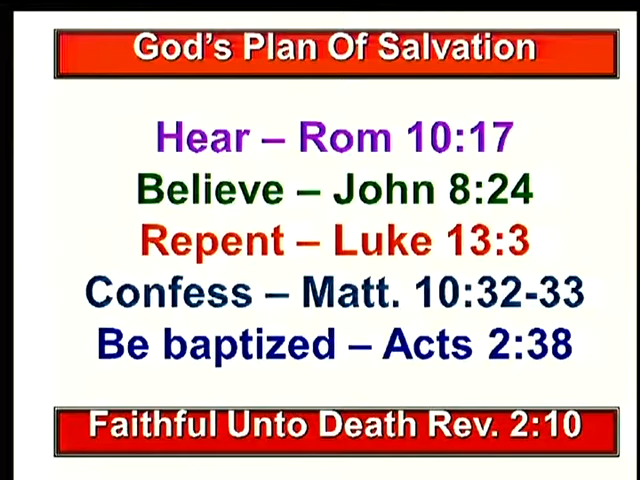 God's Plan Of Salvation
Hear – Rom 10:17
Believe – John 8:24
Repent – Luke 13:3
Confess – Matt. 10:32-33
Be baptized – Acts 2:38
Faithful Unto Death Rev. 2:10